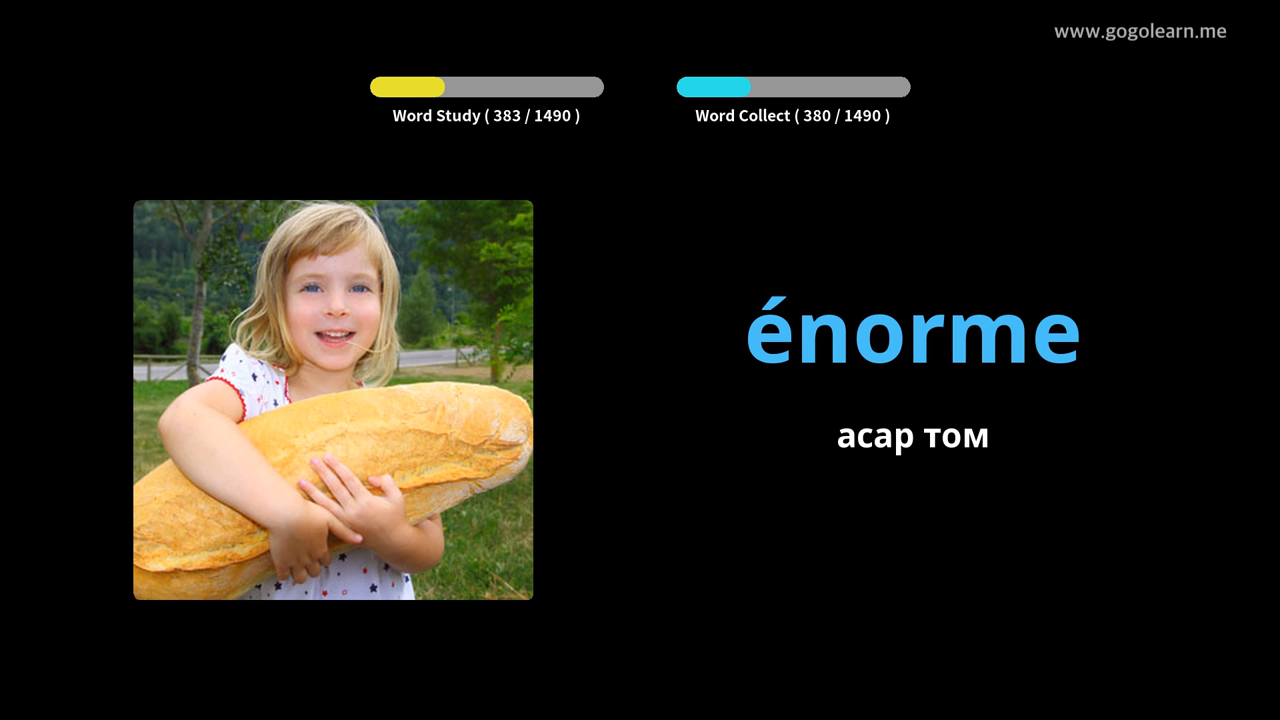 www.gogolearn.me
Word Study ( 383 / 1490 )
Word Collect ( 380 / 1490 )
énorme
асар том